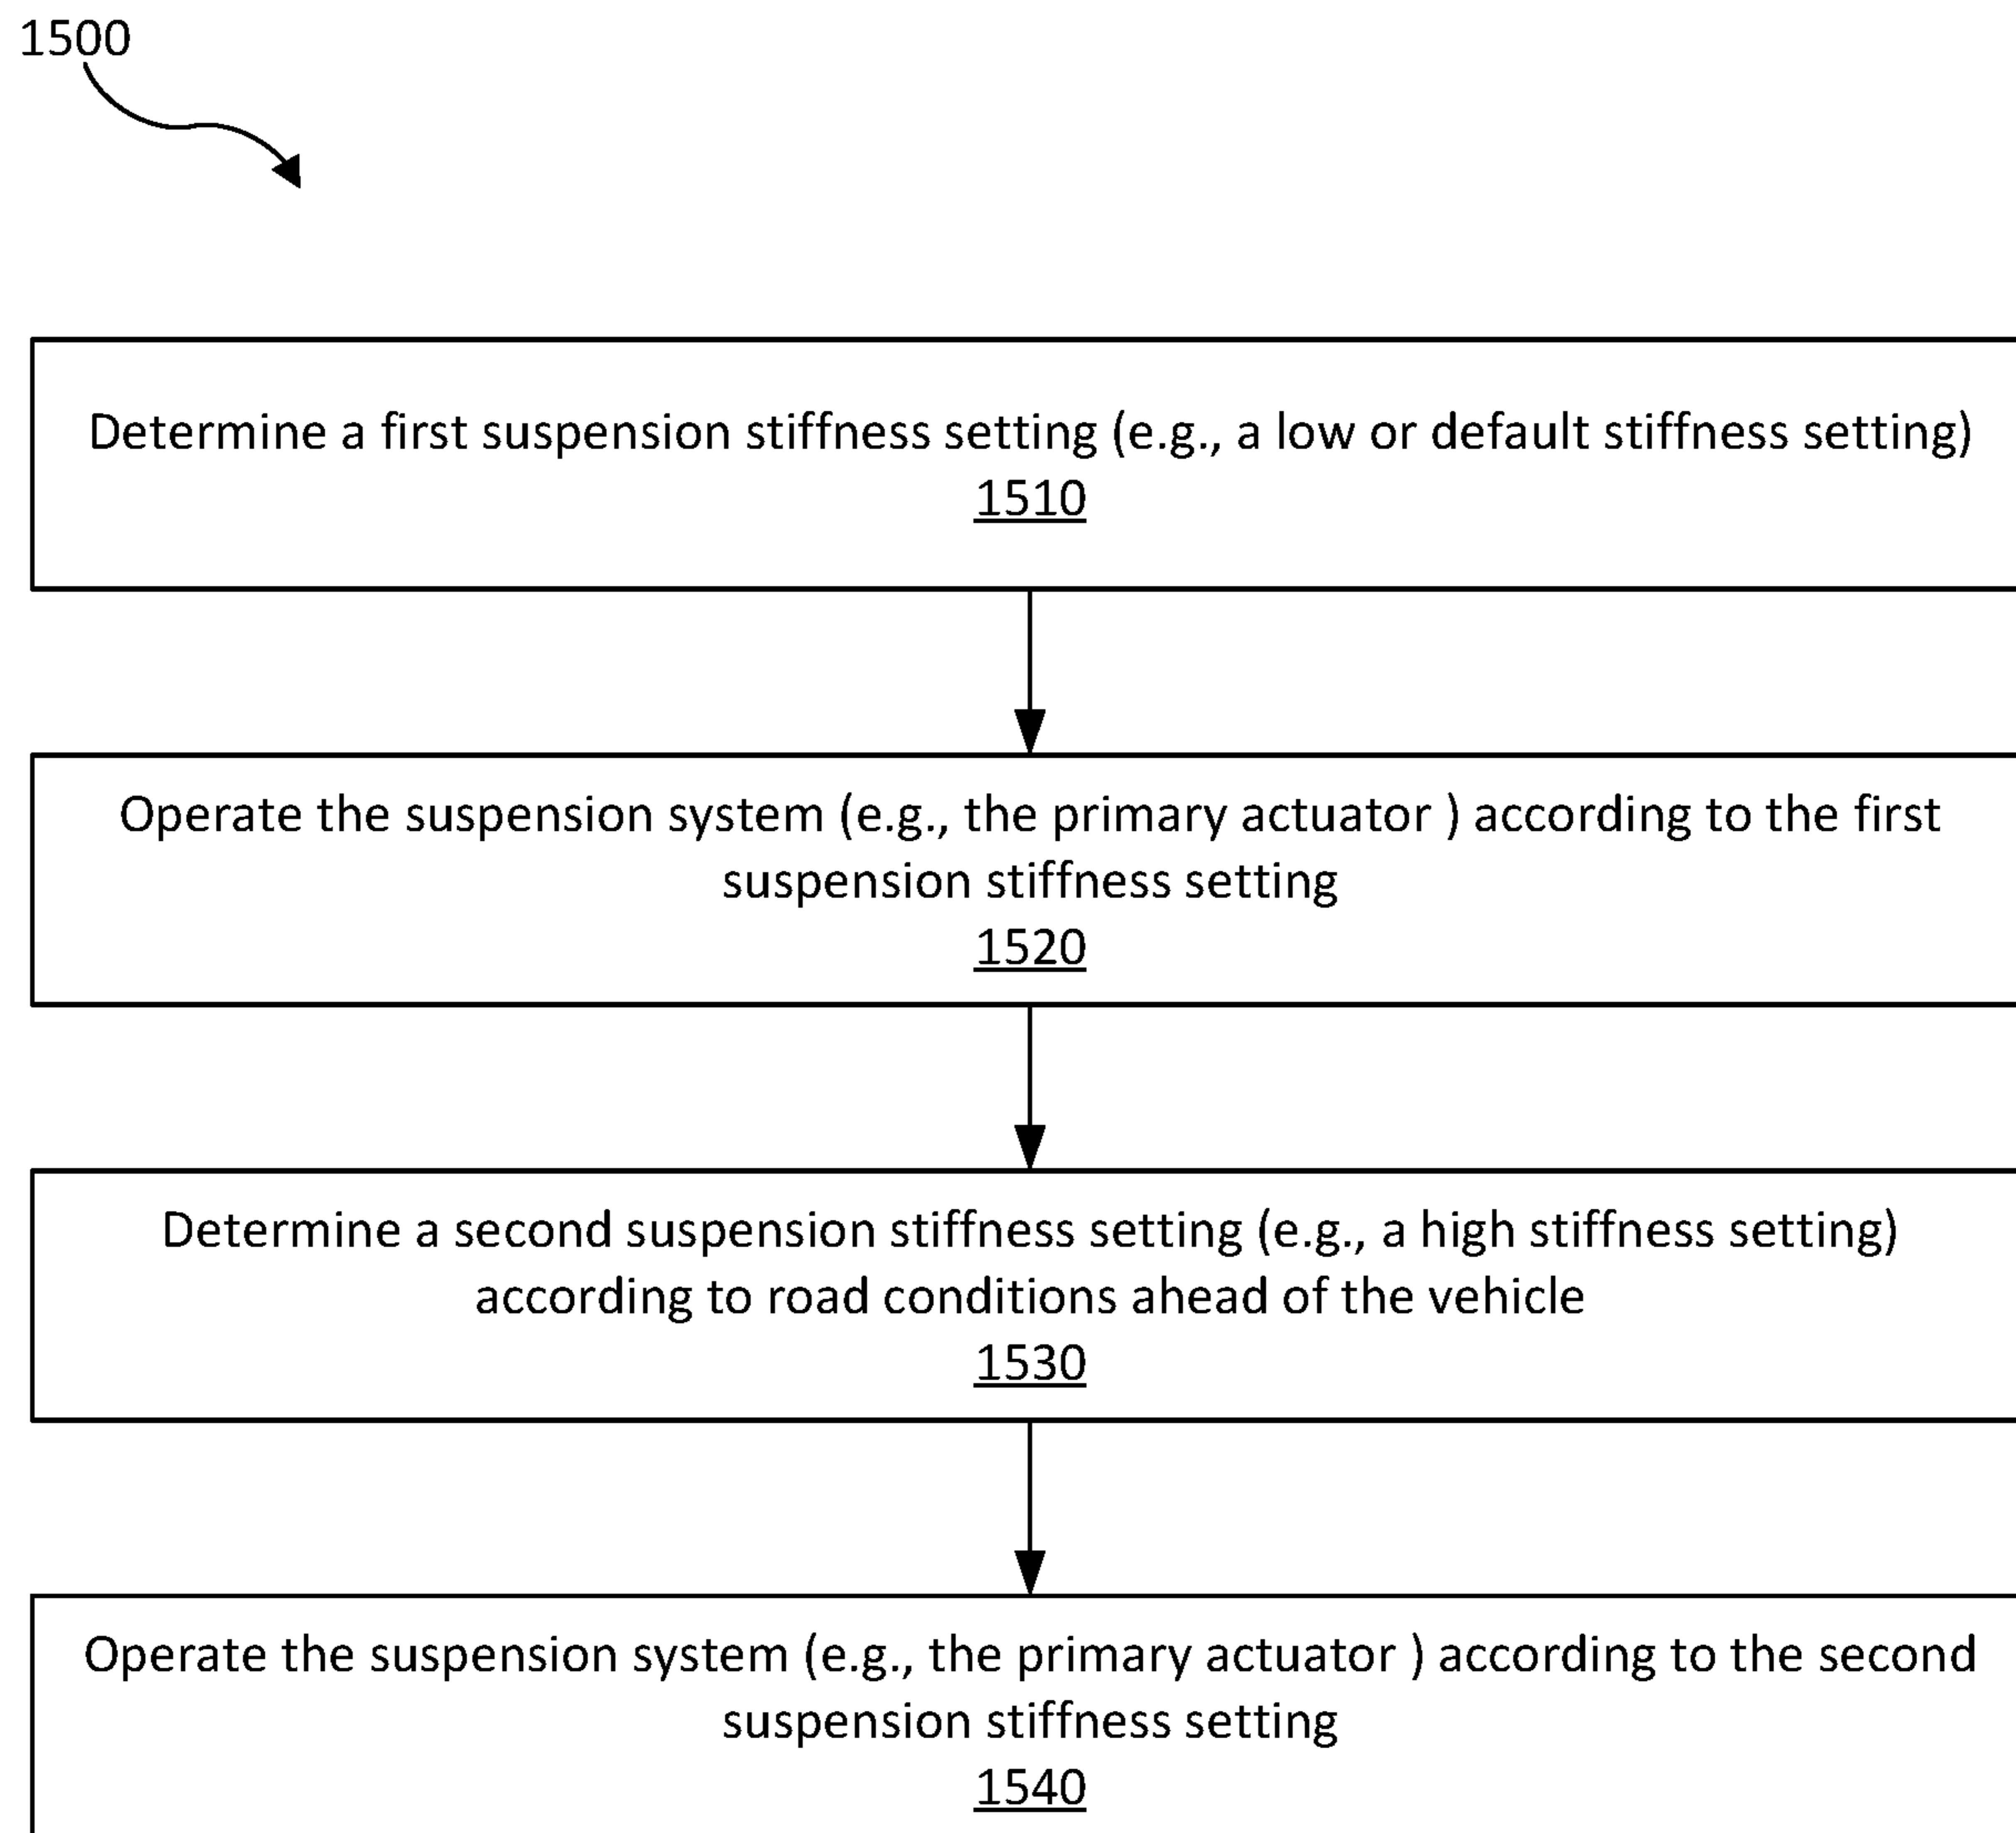 1500
Determine a first suspension stiffness setting (e.g., a low or default stiffness setting)
1510
Operate the suspension system (e.g., the primary actuator ) according to the first
suspension stiffness setting
1520
Determine a second suspension stiffness setting (e.g., a high stiffness setting)
according to road conditions ahead of the vehicle
1530
Operate the suspension system (e.g., the primary actuator ) according to the second
suspension stiffness setting
1540